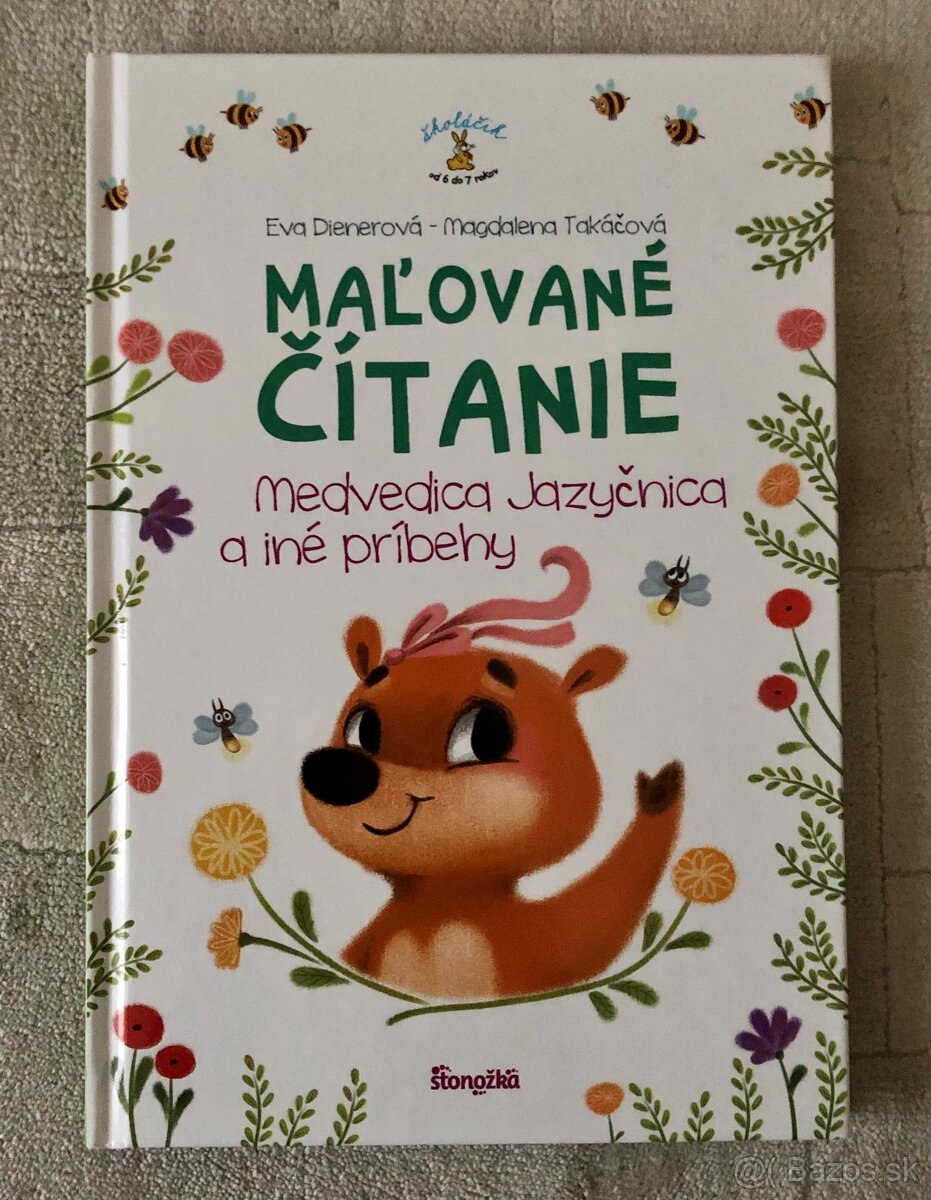 školáčik
od 6 do 7 rokov
Eva Dienerová - Magdalena Takáčová
MAĽOVANÉ
ČÍTANIE
Medvedica Jazyčnica
a iné príbehy
stonožka
@( Bazos.sk